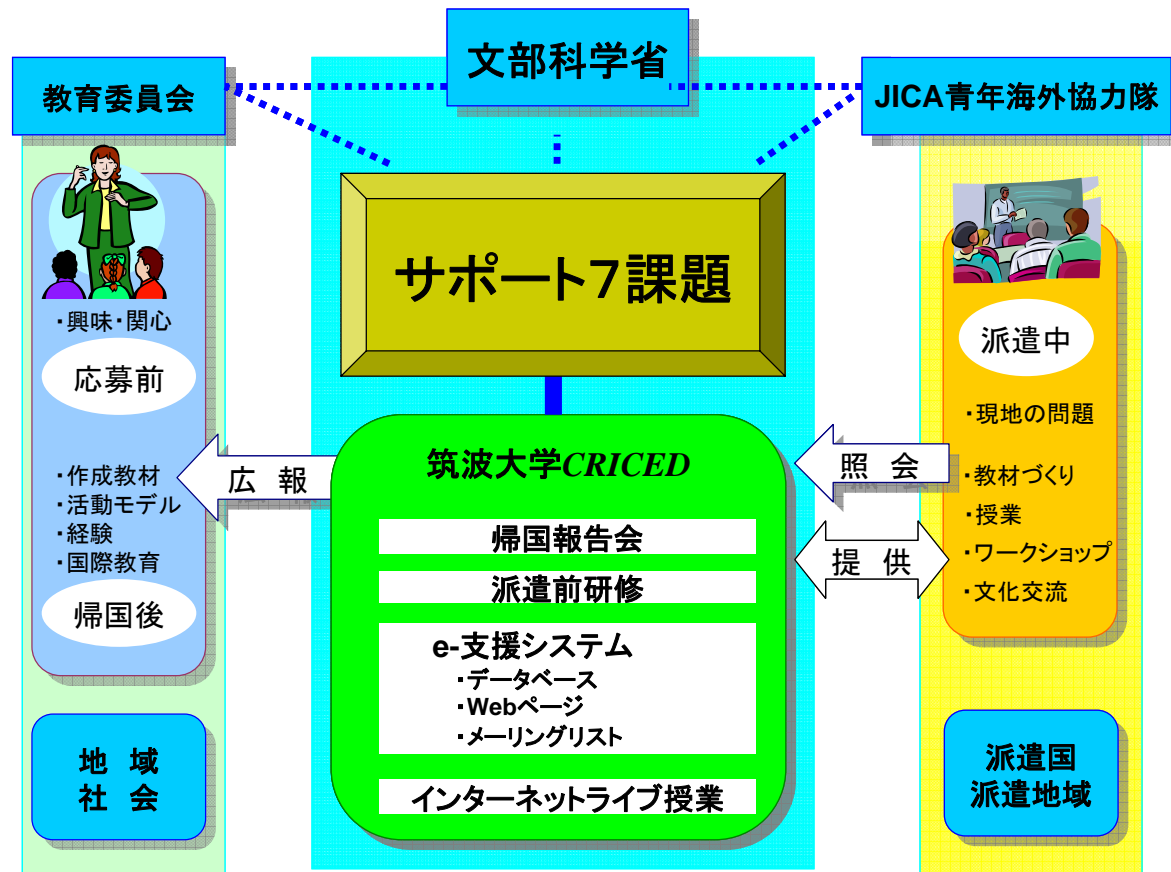 文部科学省
教育委員会
JICA青年海外協力隊
サポート7課題
・興味・関心
応募前
・作成教材
・活動モデル
・経験
・国際教育
帰国後
地 域
社 会
広 報
筑波大学CRICED
帰国報告会
派遣前研修
e-支援システム
・データベース
・Webページ
・メーリングリスト
インターネットライブ授業
照 会
提 供
派遣中
・現地の問題
・教材づくり
・授業
・ワークショップ
・文化交流
派遣国
派遣地域